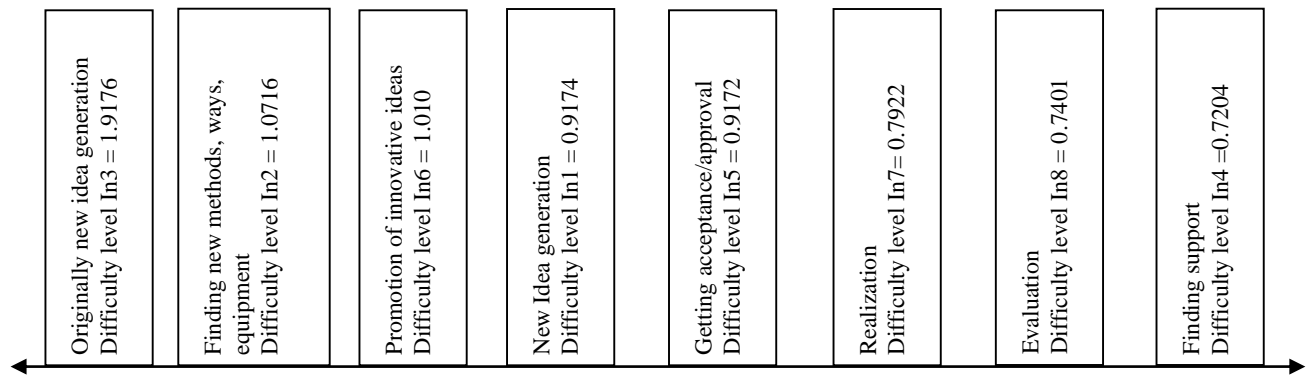 Originally new idea generation
Difficulty level In3 = 1.9176
Finding new methods, ways,
equipment
Difficulty level In2 = 1.0716
Promotion of innovative ideas
Difficulty level In6 = 1.010
New Idea generation
Difficulty level In1 = 0.9174
Getting acceptance/approval
Difficulty level In5 = 0.9172
Realization
Difficulty level In7= 0.7922
Evaluation
Difficulty level In8 = 0.7401
Finding support
Difficulty level In4 =0.7204